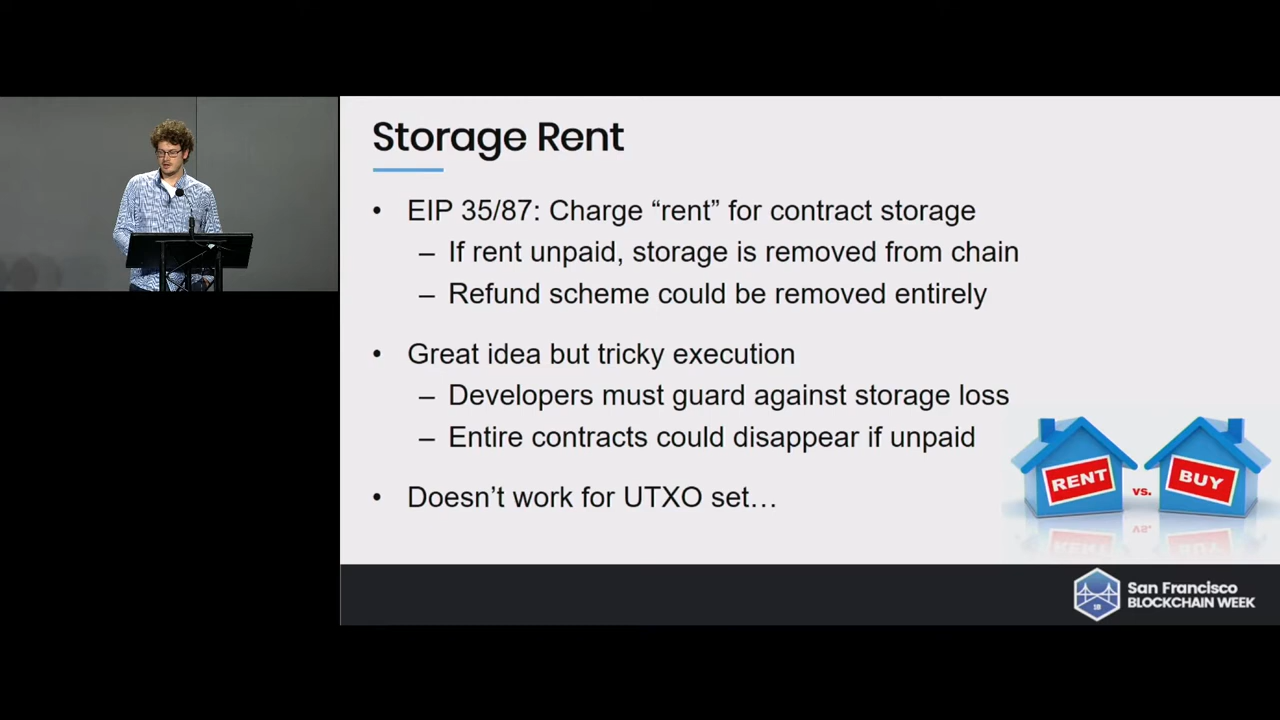 Storage Rent
• EIP 35/87: Charge “rent” for contract storage
– If rent unpaid, storage is removed from chain
– Refund scheme could be removed entirely
• Great idea but tricky execution
– Developers must guard against storage loss
– Entire contracts could disappear if unpaid
• Doesn’t work for UTXO set…
RENT
vs.
BUY
San Francisco
BLOCKCHAIN WEEK